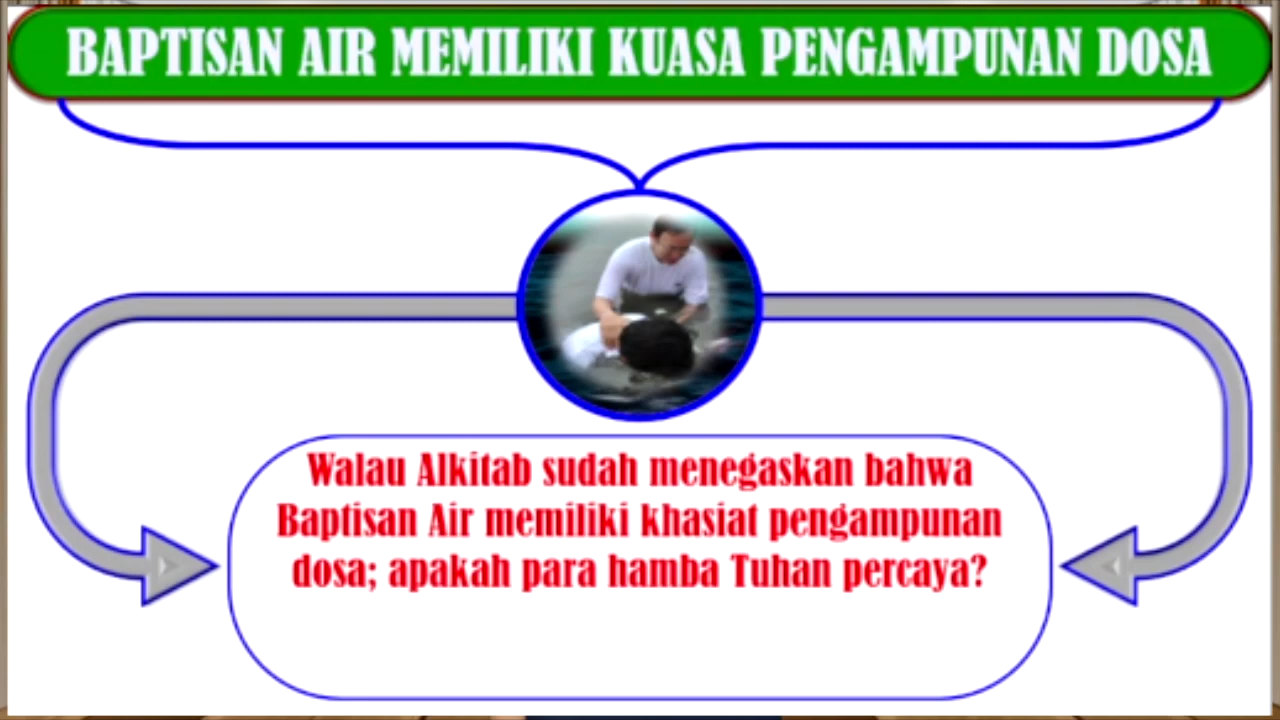 BAPTISAN AIR MEMILIKI KUASA PENGAMPUNAN DOSA
Walau Alkitab sudah menegaskan bahwa
Baptisan Air memiliki khasiat pengampunan
dosa; apakah para hamba Tuhan percaya?